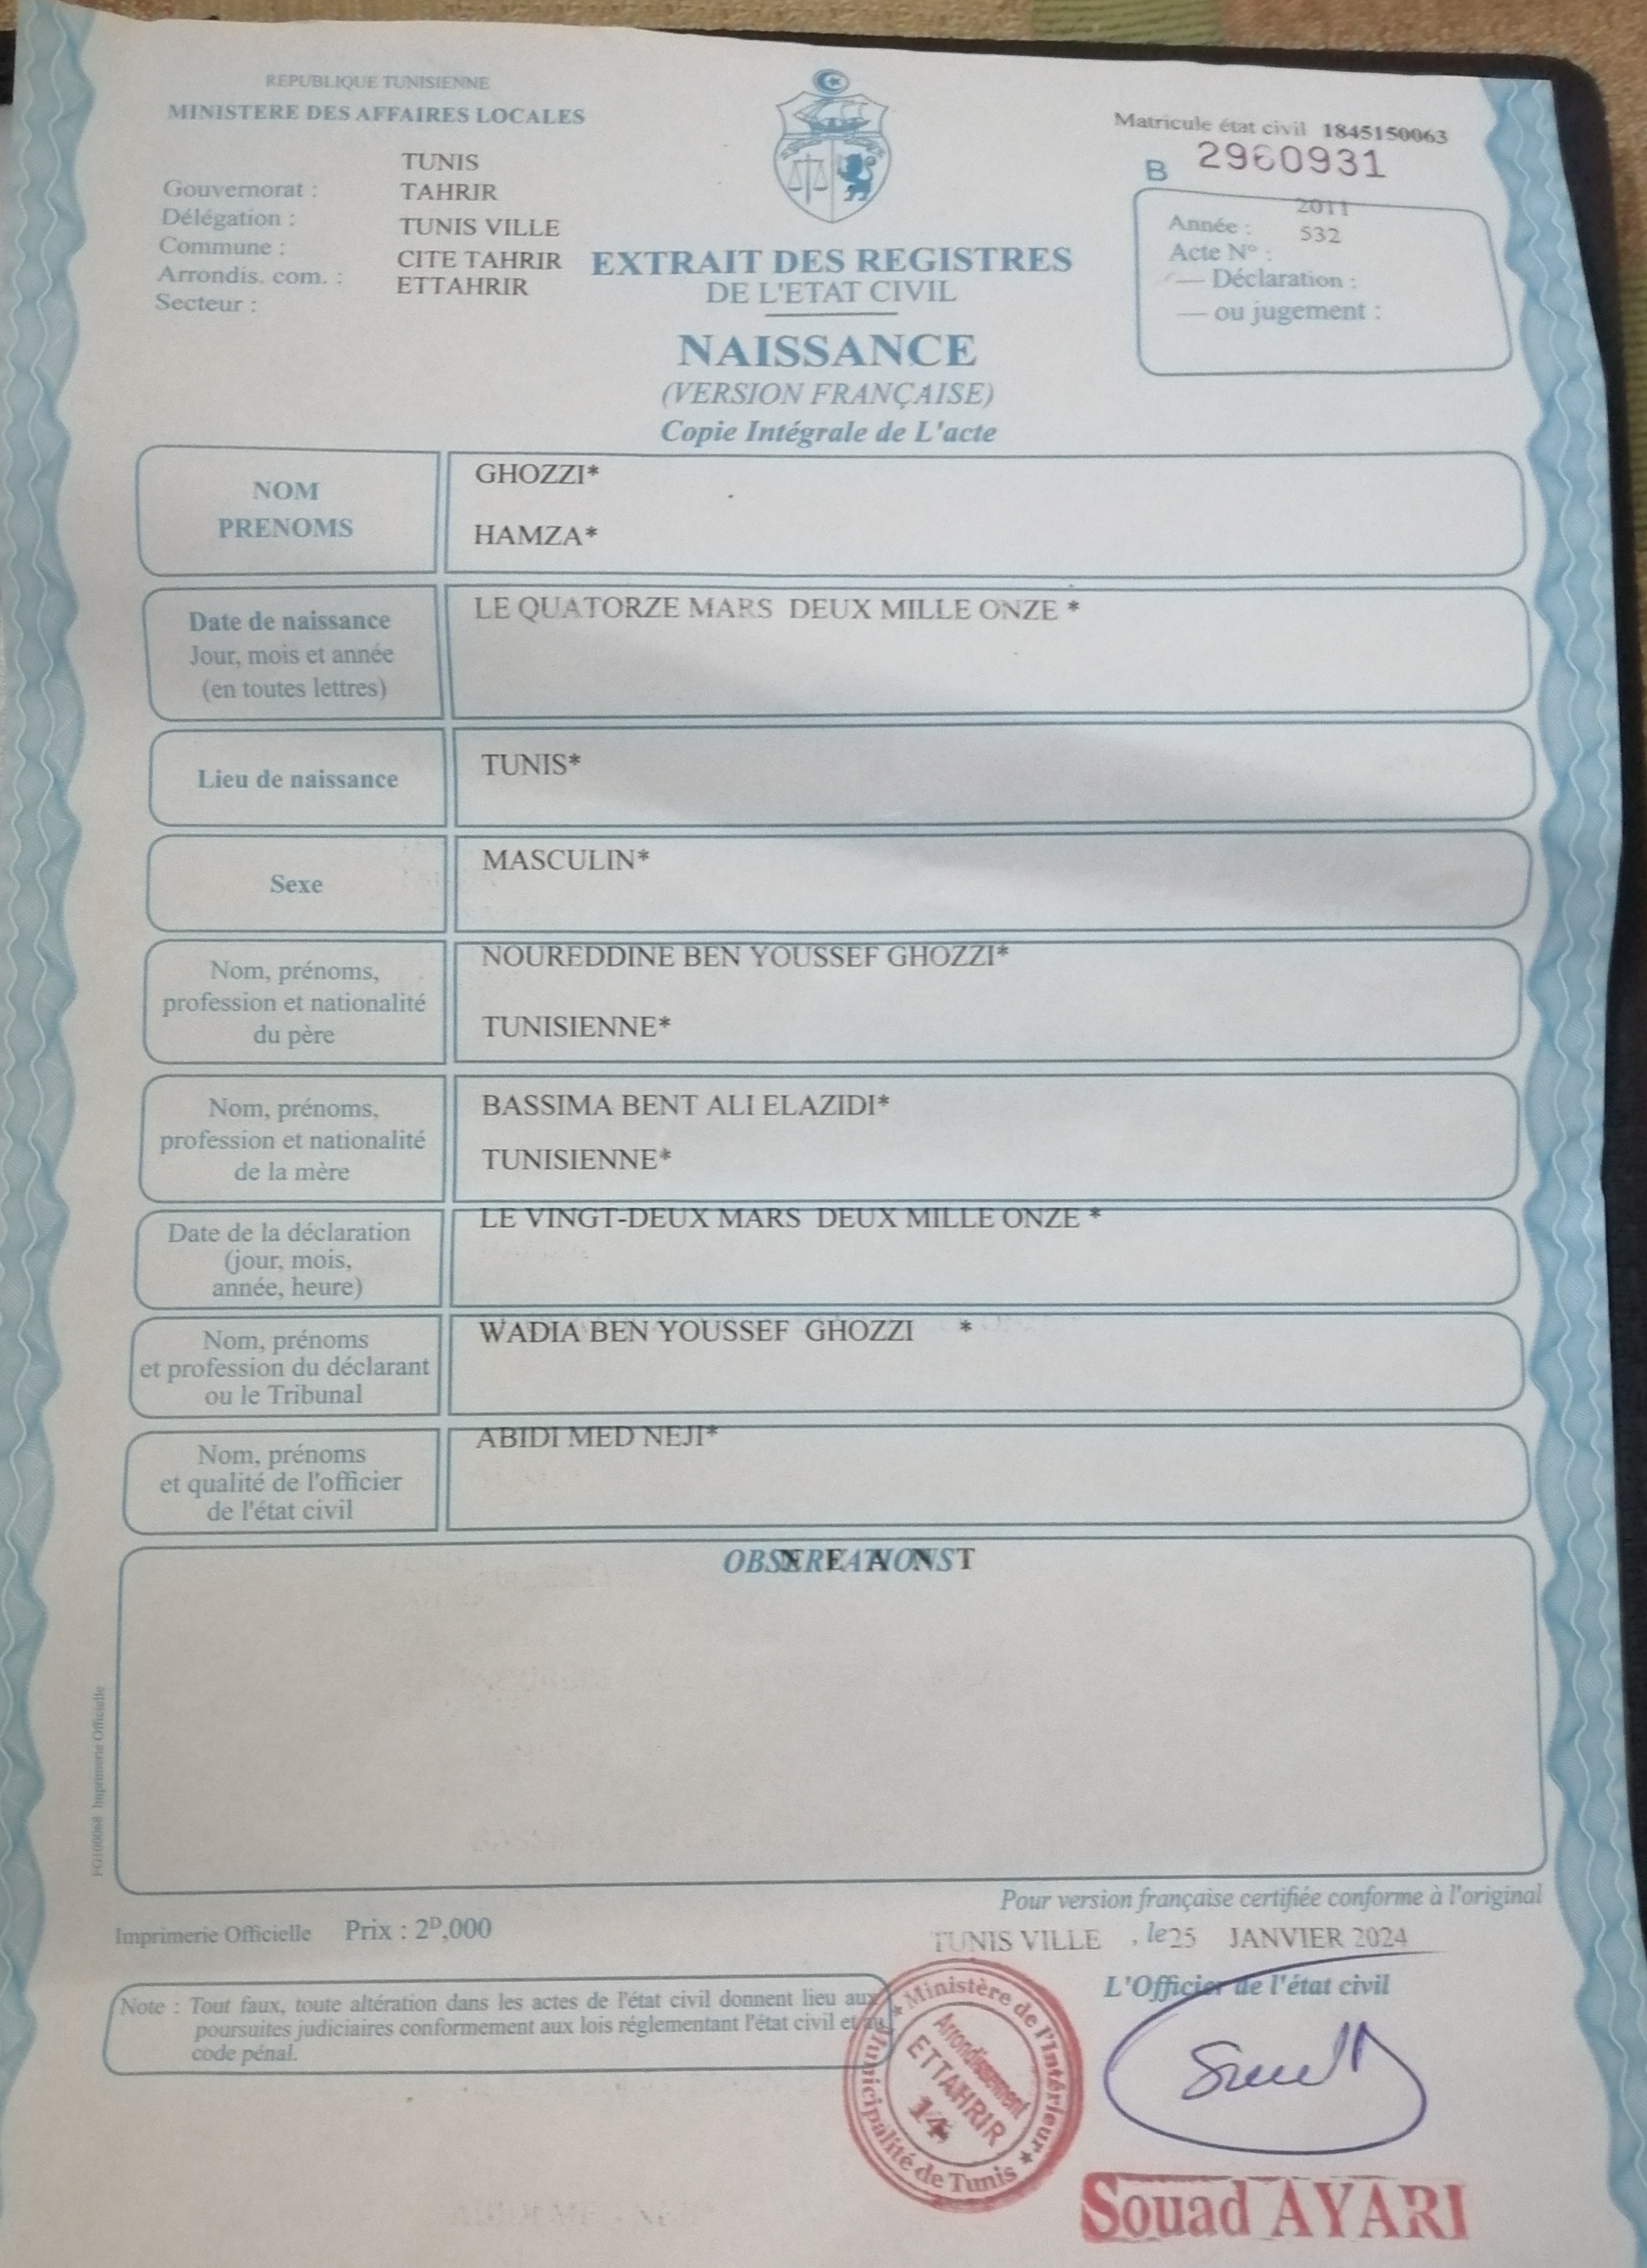 REPUBLIQUE TUNISIENNE
MINISTERE DES AFFAIRES LOCALES
TUNIS
Gouvernorat : TAHRIR
Délégation : TUNIS VILLE
Commune : CITE TAHRIR
Arrondis. com. : ETTAHRIR
Secteur :
Matricule état civil 1845150063
B 2960931
2011
Année : 532
Acte N° :
— Déclaration :
— ou jugement :
EXTRAIT DES REGISTRES
DE L'ETAT CIVIL
NAISSANCE
(VERSION FRANÇAISE)
Copie Intégrale de L'acte
NOM
PRENOMS
GHOZZI*
HAMZA*
Date de naissance
Jour, mois et année
(en toutes lettres)
LE QUATORZE MARS DEUX MILLE ONZE *
Lieu de naissance
TUNIS*
Sexe
MASCULIN*
Nom, prénoms,
profession et nationalité
du père
NOUREDDINE BEN YOUSSEF GHOZZI*
TUNISIENNE*
Nom, prénoms,
profession et nationalité
de la mère
BASSIMA BENT ALI ELAZIDI*
TUNISIENNE*
Date de la déclaration
(jour, mois,
année, heure)
LE VINGT-DEUX MARS DEUX MILLE ONZE *
Nom, prénoms
et profession du déclarant
ou le Tribunal
WADIA BEN YOUSSEF GHOZZI *
Nom, prénoms
et qualité de l'officier
de l'état civil
ABIDI MED NEJI*
OBSERVATIONS
N E A N T
FG100068 Imprimerie Officielle
Pour version française certifiée conforme à l'original
Imprimerie Officielle Prix : 2D,000
TUNIS VILLE , le 25 JANVIER 2024
L'Officier de l'état civil
Note : Tout faux, toute altération dans les actes de l'état civil donnent lieu aux
poursuites judiciaires conformement aux lois réglementant l'état civil et au
code pénal.
★ Ministère de l'Intérieur ★
Municipalité de Tunis
Arrondissement
ETTAHRIR
14
Souad AYARI